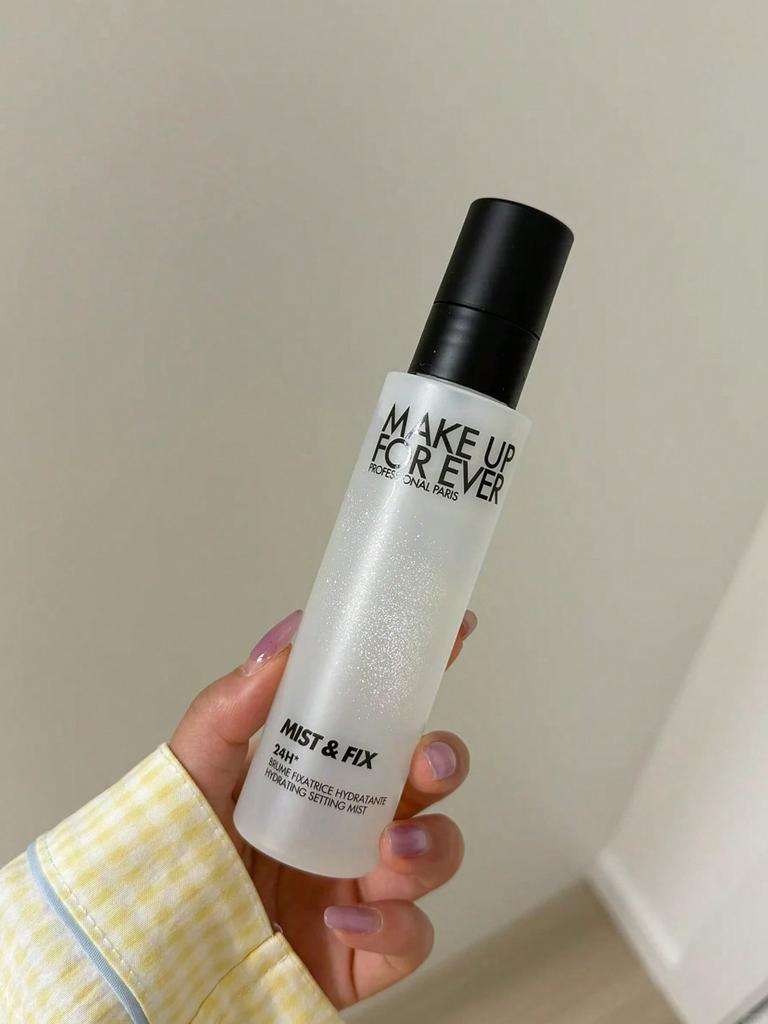 MAKE UP
FOR EVER
PROFESSIONAL PARIS
MIST & FIX
24H*
BRUME FIXATRICE HYDRATANTE
HYDRATING SETTING MIST